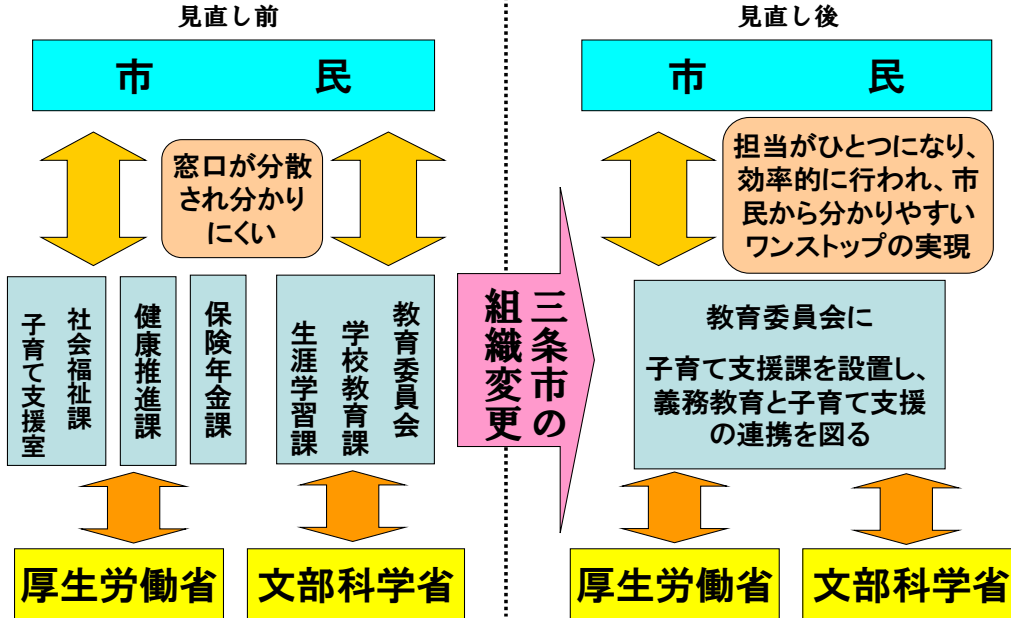 見直し前
市　民
窓口が分散
され分かり
にくい
社会福祉課
子育て支援室
健康推進課
保険年金課
教育委員会
学校教育課
生涯学習課
厚生労働省
文部科学省
三条市の
組織変更
見直し後
市　民
担当がひとつになり、
効率的に行われ、市
民から分かりやすい
ワンストップの実現
教育委員会に
子育て支援課を設置し、
義務教育と子育て支援
の連携を図る
厚生労働省
文部科学省